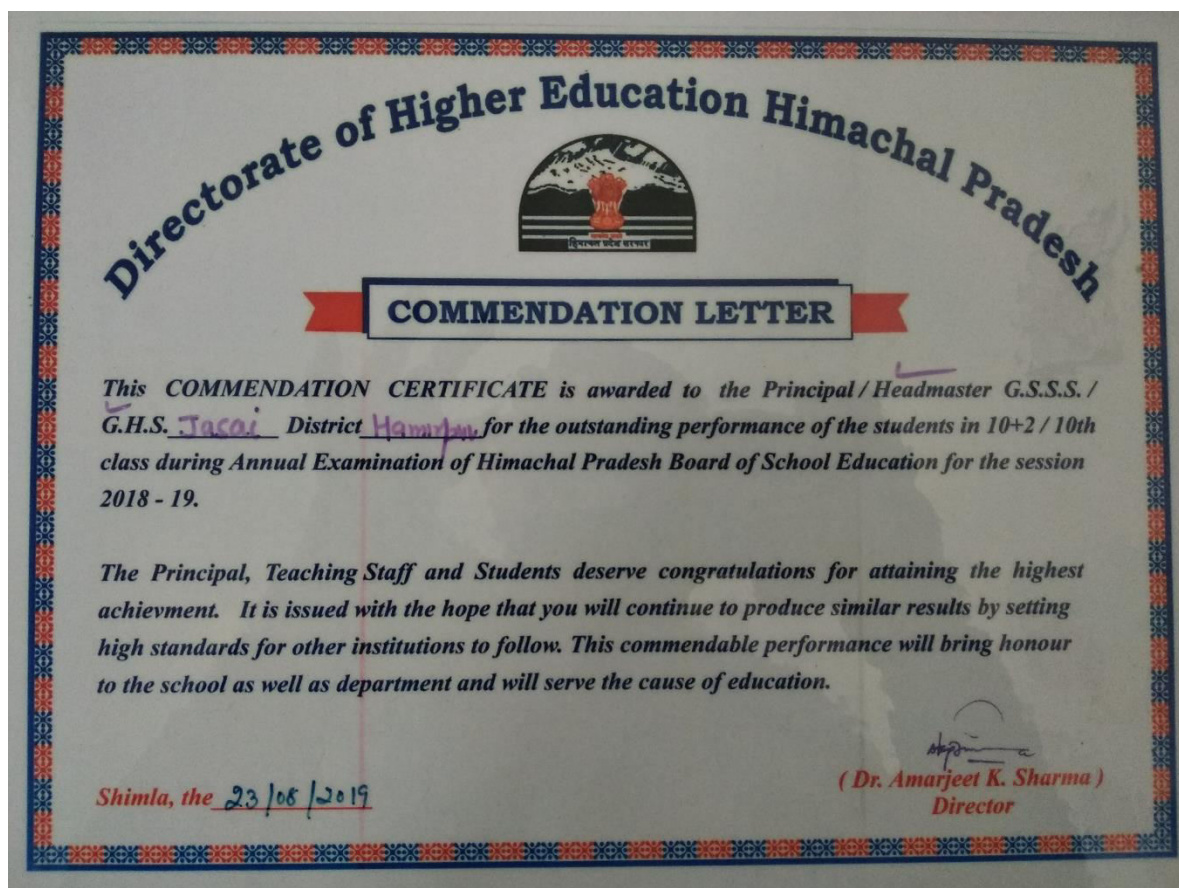 Directorate of Higher Education Himachal Pradesh
हिमाचल प्रदेश सरकार
COMMENDATION LETTER
This COMMENDATION CERTIFICATE is awarded to the Principal / Headmaster G.S.S.S. /
G.H.S. Jasai District Hamirpur for the outstanding performance of the students in 10+2 / 10th
class during Annual Examination of Himachal Pradesh Board of School Education for the session
2018 - 19.
The Principal, Teaching Staff and Students deserve congratulations for attaining the highest
achievment. It is issued with the hope that you will continue to produce similar results by setting
high standards for other institutions to follow. This commendable performance will bring honour
to the school as well as department and will serve the cause of education.
Shimla, the 23/08/2019
( Dr. Amarjeet K. Sharma )
Director